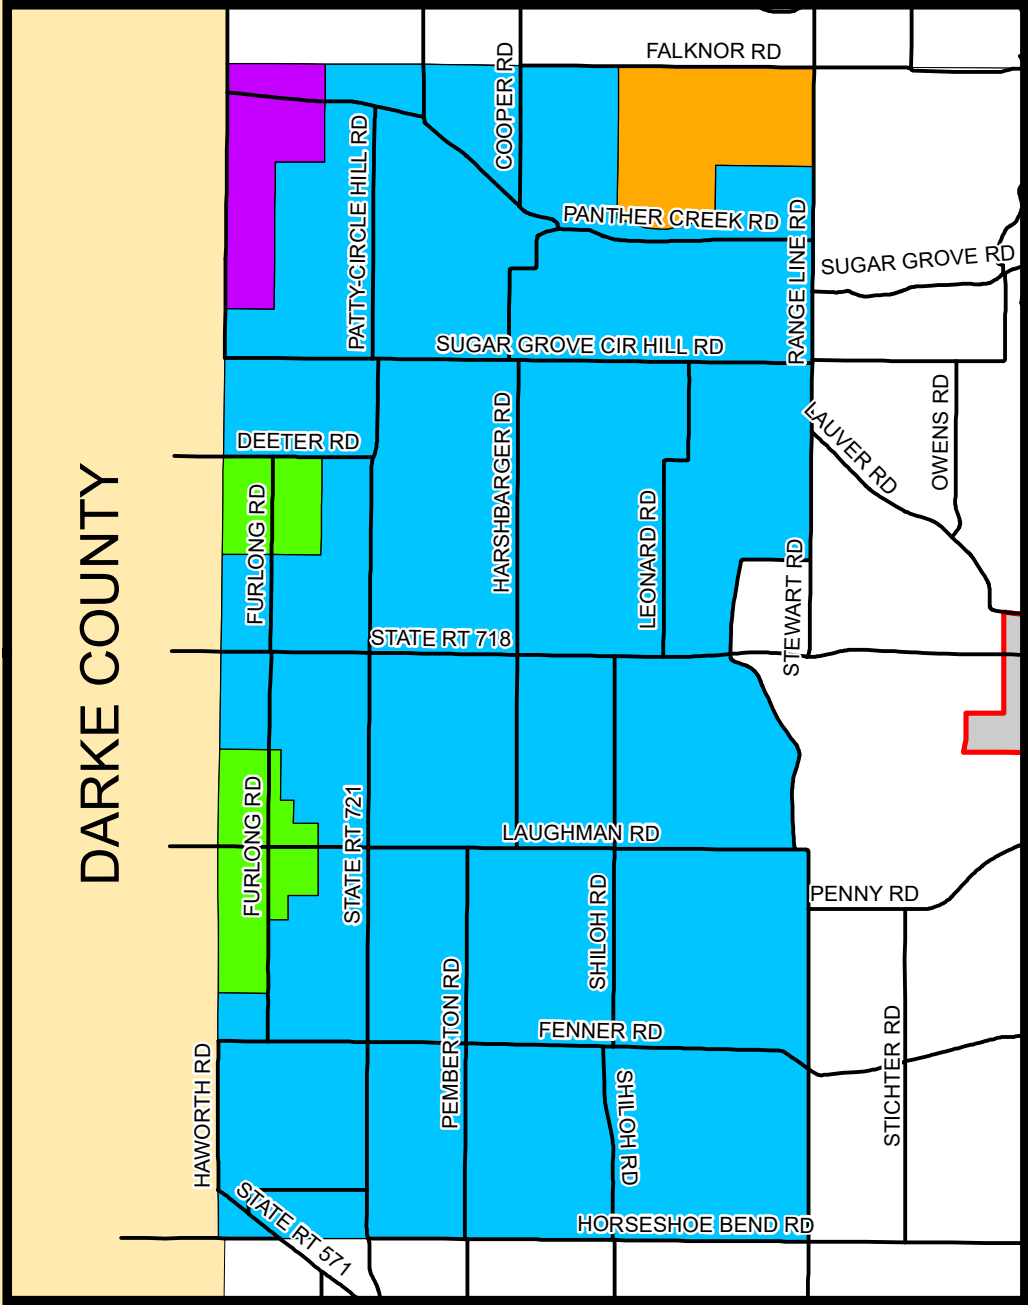 FALKNOR RD
COOPER RD
PATTY-CIRCLE HILL RD
PANTHER CREEK RD
RANGE LINE RD
SUGAR GROVE RD
SUGAR GROVE CIR HILL RD
DEETER RD
HARSHBARGER RD
LAUVER RD
OWENS RD
FURLONG RD
LEONARD RD
STEWART RD
STATE RT 718
DARKE COUNTY
FURLONG RD
STATE RT 721
LAUGHMAN RD
SHILOH RD
PENNY RD
PEMBERTON RD
FENNER RD
STICHTER RD
HAWORTH RD
SHILOH RD
STATE RT 571
HORSESHOE BEND RD